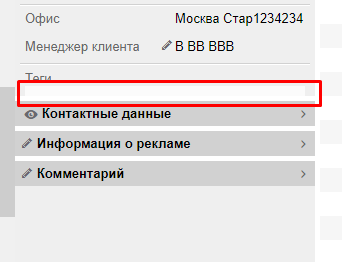 Офис Москва Стар1234234
Менеджер клиента В ВВ ВВВ
Теги
Контактные данные
Информация о рекламе
Комментарий